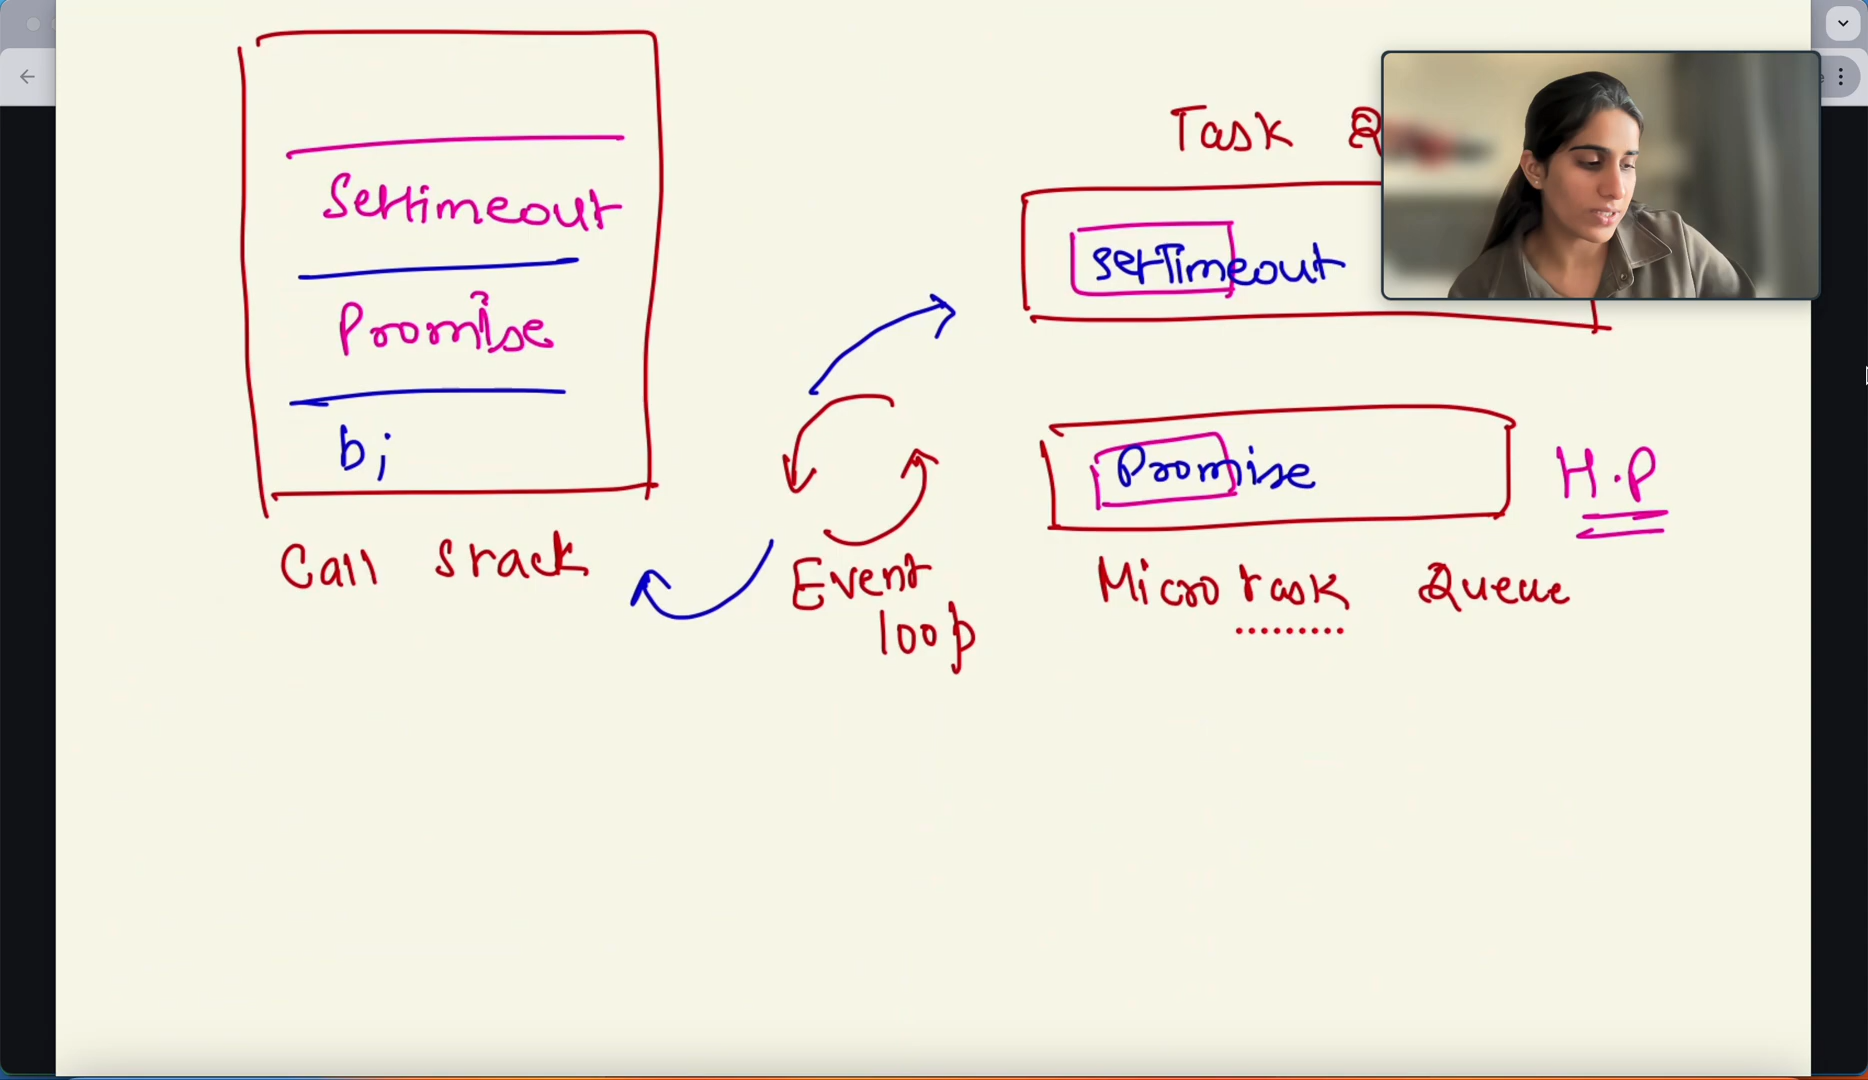 Settimeout
Promise
b;
Call stack
Event
loop
Task Q
setTimeout
Promise
H.P
Microtask Queue